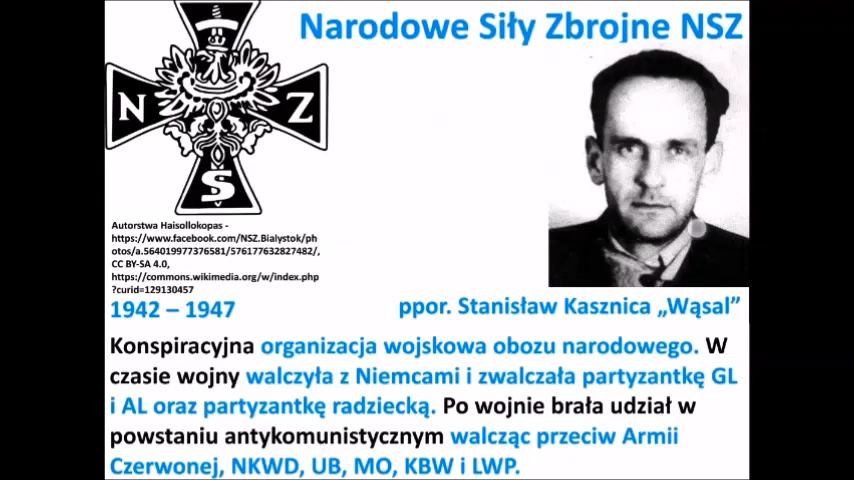 Narodowe Siły Zbrojne NSZ
N Z
S
Autorstwa Haisollokopas -
https://www.facebook.com/NSZ.Bialystok/ph
otos/a.564019977376581/576177632827482/,
CC BY-SA 4.0,
https://commons.wikimedia.org/w/index.php
?curid=129130457
1942 – 1947
ppor. Stanisław Kasznica „Wąsal”
Konspiracyjna organizacja wojskowa obozu narodowego. W
czasie wojny walczyła z Niemcami i zwalczała partyzantkę GL
i AL oraz partyzantkę radziecką. Po wojnie brała udział w
powstaniu antykomunistycznym walcząc przeciw Armii
Czerwonej, NKWD, UB, MO, KBW i LWP.